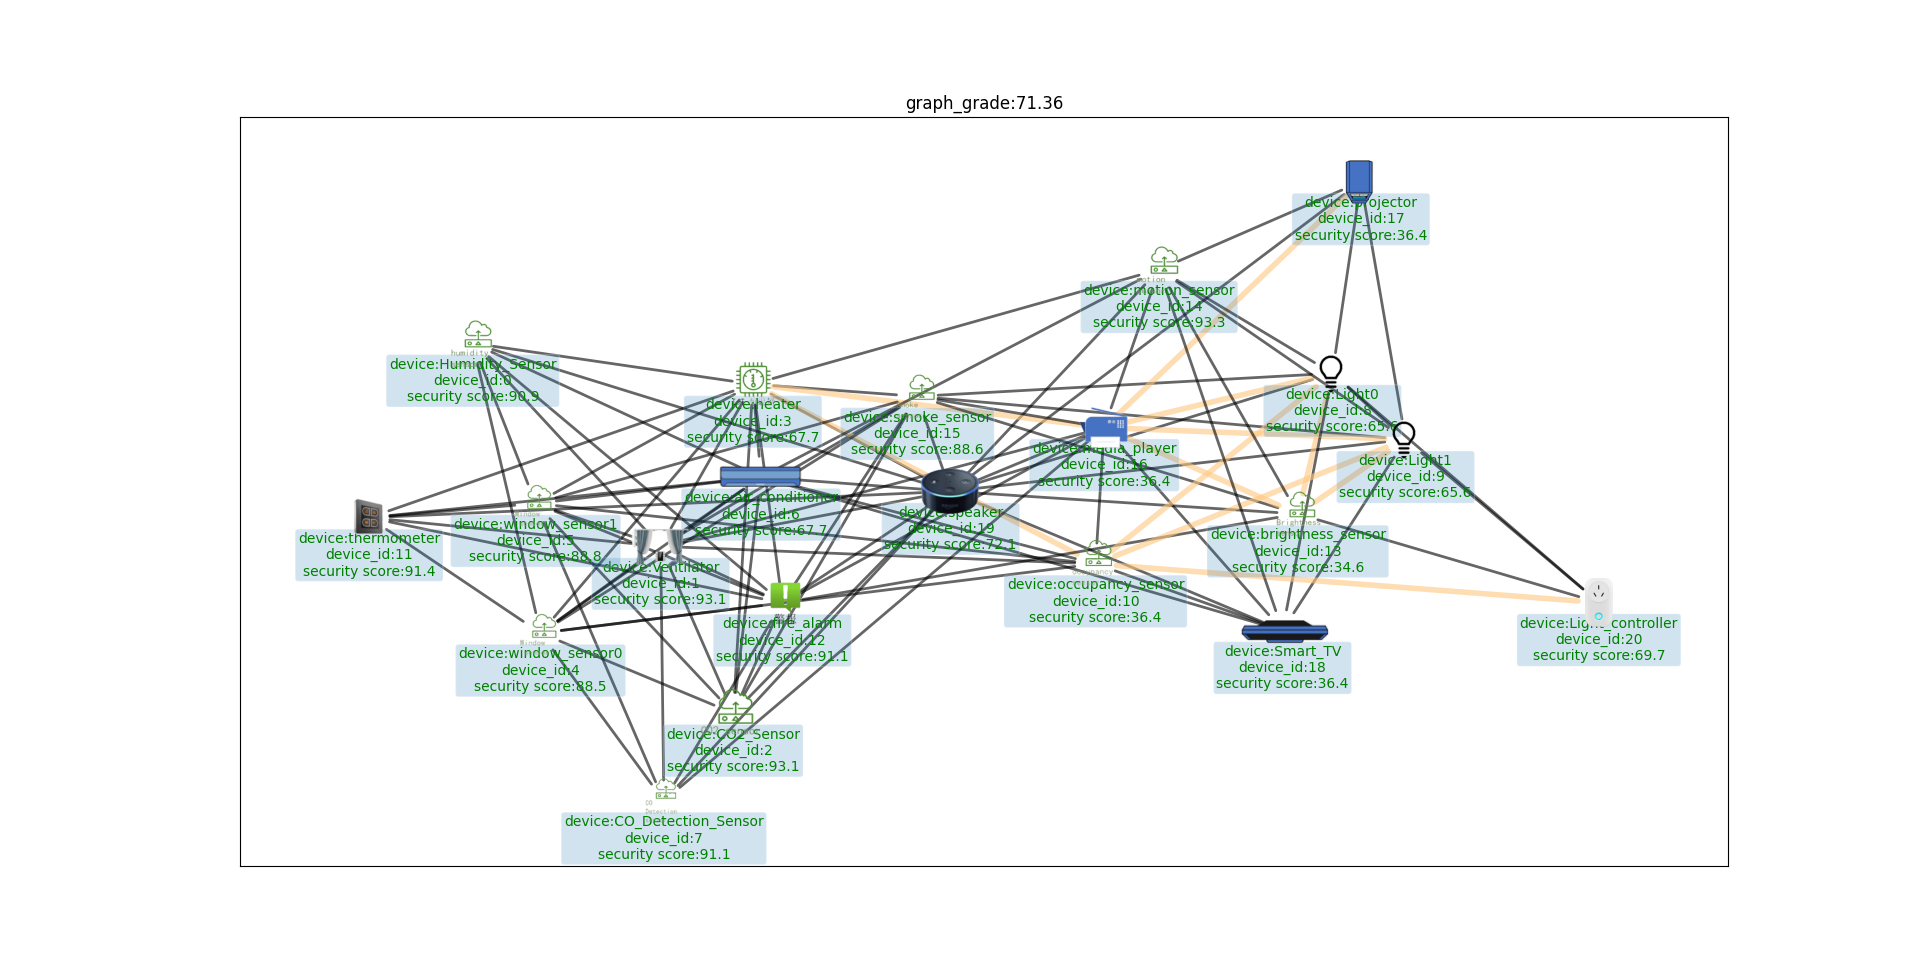 graph_grade:71.36
device:projector
device_id:17
security score:36.4
device:motion_sensor
device_id:14
security score:93.3
humidity
device:Humidity_Sensor
device_id:0
security score:90.9
device:heater
device_id:3
security score:67.7
device:smoke_sensor
device_id:15
security score:88.6
device:Light0
device_id:8
security score:65.6
device:media_player
device_id:16
security score:36.4
device:Light1
device_id:9
security score:65.6
device:air_conditioner
device_id:6
security score:67.7
device:speaker
device_id:19
security score:72.1
Window
device:window_sensor1
device_id:5
security score:88.8
device:thermometer
device_id:11
security score:91.4
Brightness
device:brightness_sensor
device_id:13
security score:34.6
device:Ventilator
device_id:1
security score:93.1
occupancy
device:occupancy_sensor
device_id:10
security score:36.4
device:fire_alarm
device_id:12
security score:91.1
device:Light_controller
device_id:20
security score:69.7
Window
device:window_sensor0
device_id:4
security score:88.5
device:Smart_TV
device_id:18
security score:36.4
device:CO2_Sensor
device_id:2
security score:93.1
CO
Detection
device:CO_Detection_Sensor
device_id:7
security score:91.1